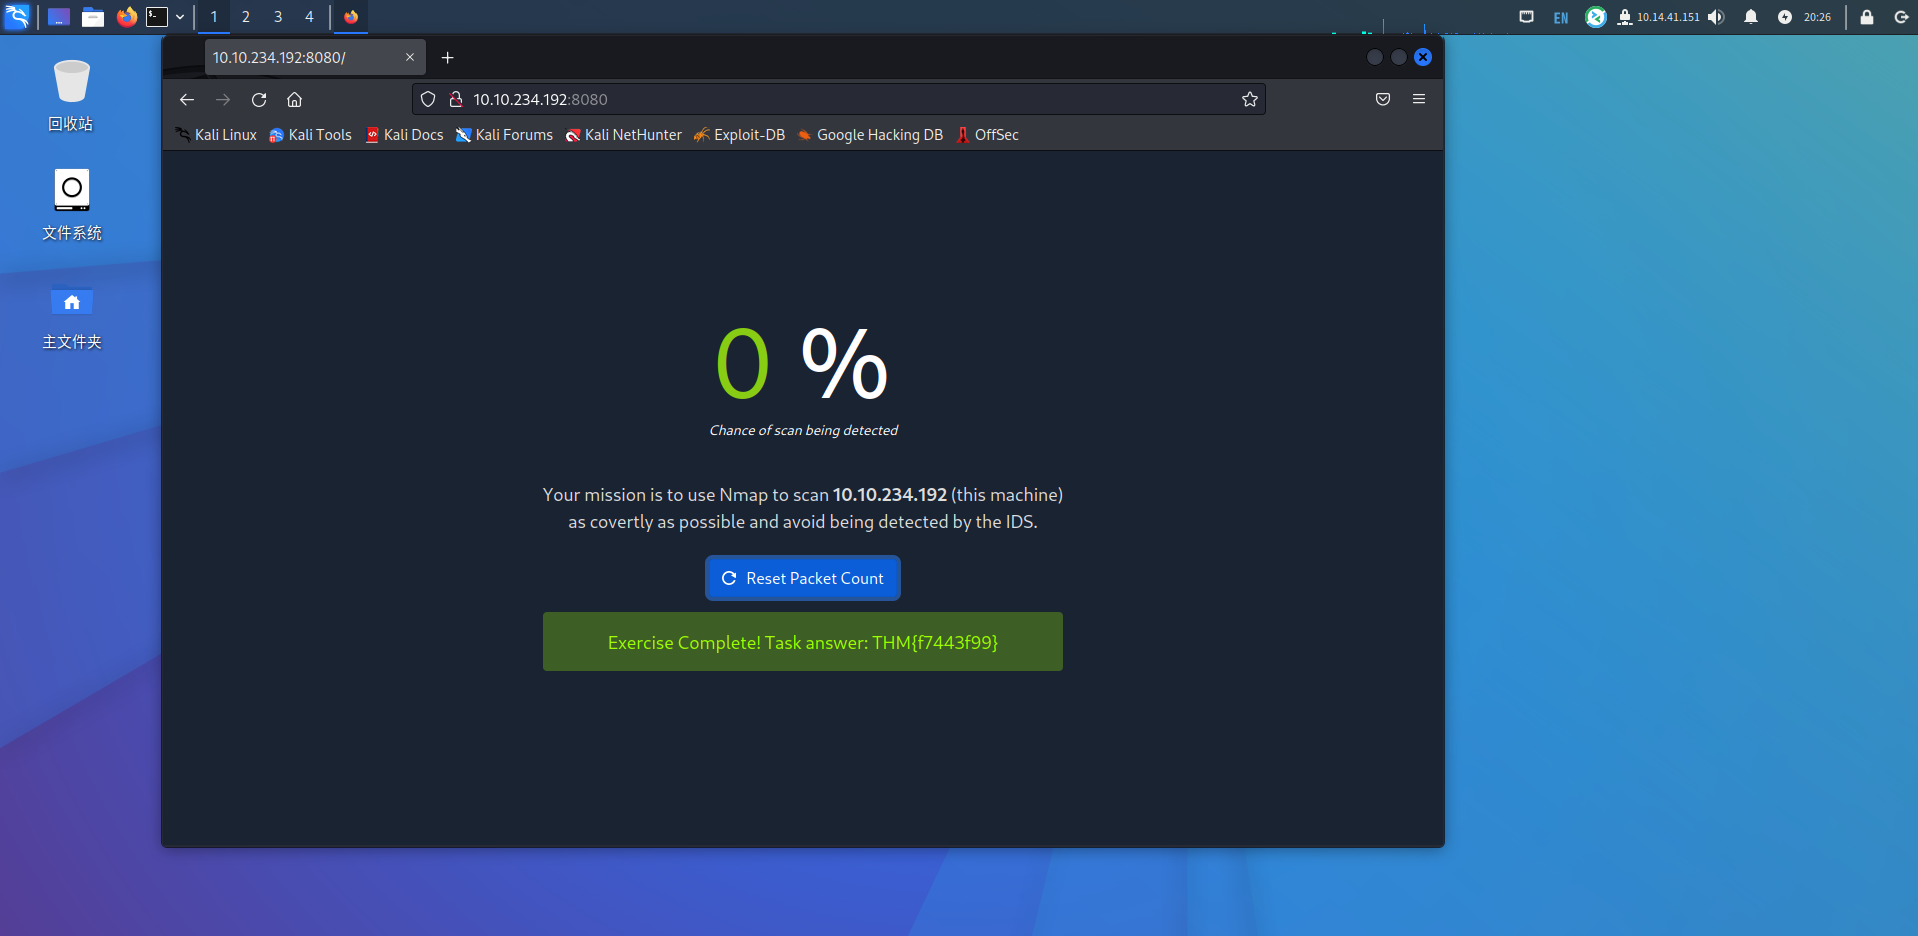 1 2 3 4
EN 10.14.41.151 20:26
回收站
文件系统
主文件夹
10.10.234.192:8080/
10.10.234.192:8080
Kali Linux Kali Tools Kali Docs Kali Forums Kali NetHunter Exploit-DB Google Hacking DB OffSec
0 %
Chance of scan being detected
Your mission is to use Nmap to scan 10.10.234.192 (this machine)
as covertly as possible and avoid being detected by the IDS.
Reset Packet Count
Exercise Complete! Task answer: THM{f7443f99}